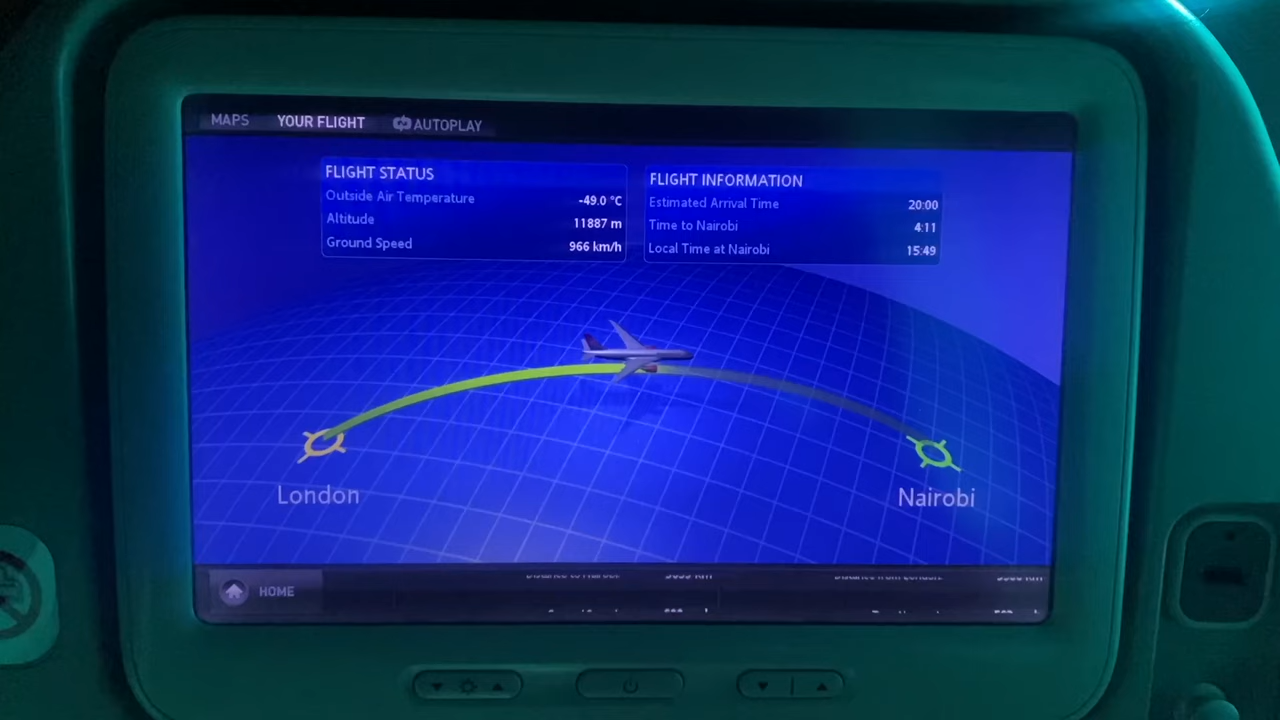 MAPS YOUR FLIGHT AUTOPLAY
FLIGHT STATUS
Outside Air Temperature -49.0 °C
Altitude 11887 m
Ground Speed 966 km/h
FLIGHT INFORMATION
Estimated Arrival Time 20:00
Time to Nairobi 4:11
Local Time at Nairobi 15:49
London
Nairobi
HOME